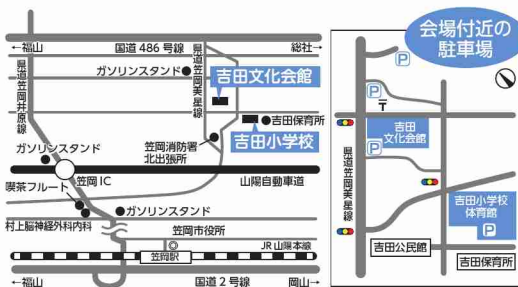 ←福山
国道486号線
総社→
県道笠岡井原線
ガソリンスタンド
県道笠岡美星線
吉田文化会館
吉田保育所
吉田小学校
笠岡消防署
北出張所
ガソリンスタンド
笠岡IC
山陽自動車道
喫茶フルート
ガソリンスタンド
村上脳神経外科内科
笠岡市役所
JR山陽本線
笠岡駅
←福山
国道2号線
岡山→
会場付近の
駐車場
P
P
〒
吉田
文化会館
P
県道笠岡美星線
吉田小学校
体育館
P
吉田公民館
吉田保育所